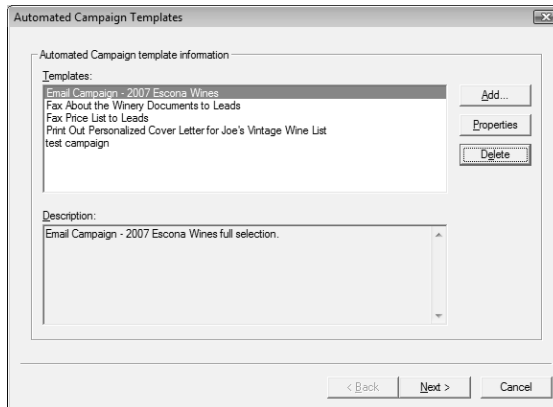 Automated Campaign Templates
Automated Campaign template information
Templates:
Email Campaign - 2007 Escona Wines
Fax About the Winery Documents to Leads
Fax Price List to Leads
Print Out Personalized Cover Letter for Joe's Vintage Wine List
test campaign
Add...
Properties
Delete
Description:
Email Campaign - 2007 Escona Wines full selection.
< Back
Next >
Cancel